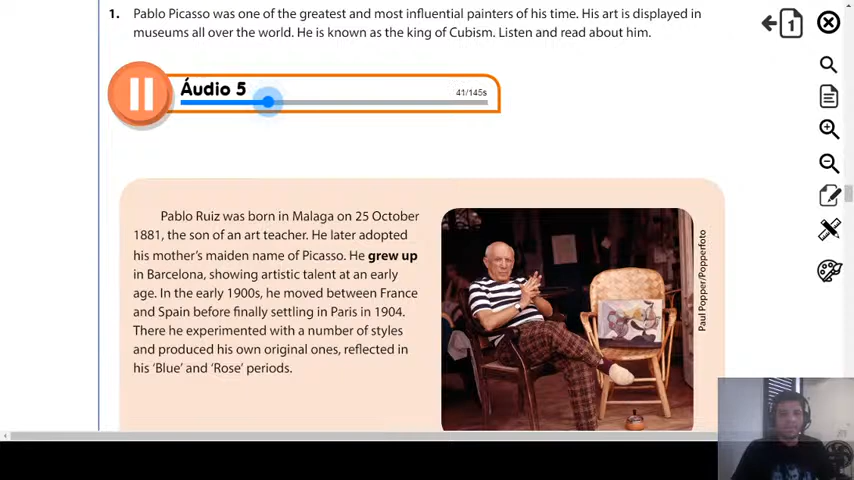 1. Pablo Picasso was one of the greatest and most influential painters of his time. His art is displayed in
museums all over the world. He is known as the king of Cubism. Listen and read about him.
1
Áudio 5
41/145s
Pablo Ruiz was born in Malaga on 25 October
1881, the son of an art teacher. He later adopted
his mother's maiden name of Picasso. He grew up
in Barcelona, showing artistic talent at an early
age. In the early 1900s, he moved between France
and Spain before finally settling in Paris in 1904.
There he experimented with a number of styles
and produced his own original ones, reflected in
his 'Blue' and 'Rose' periods.
Paul Popper/Popperfoto